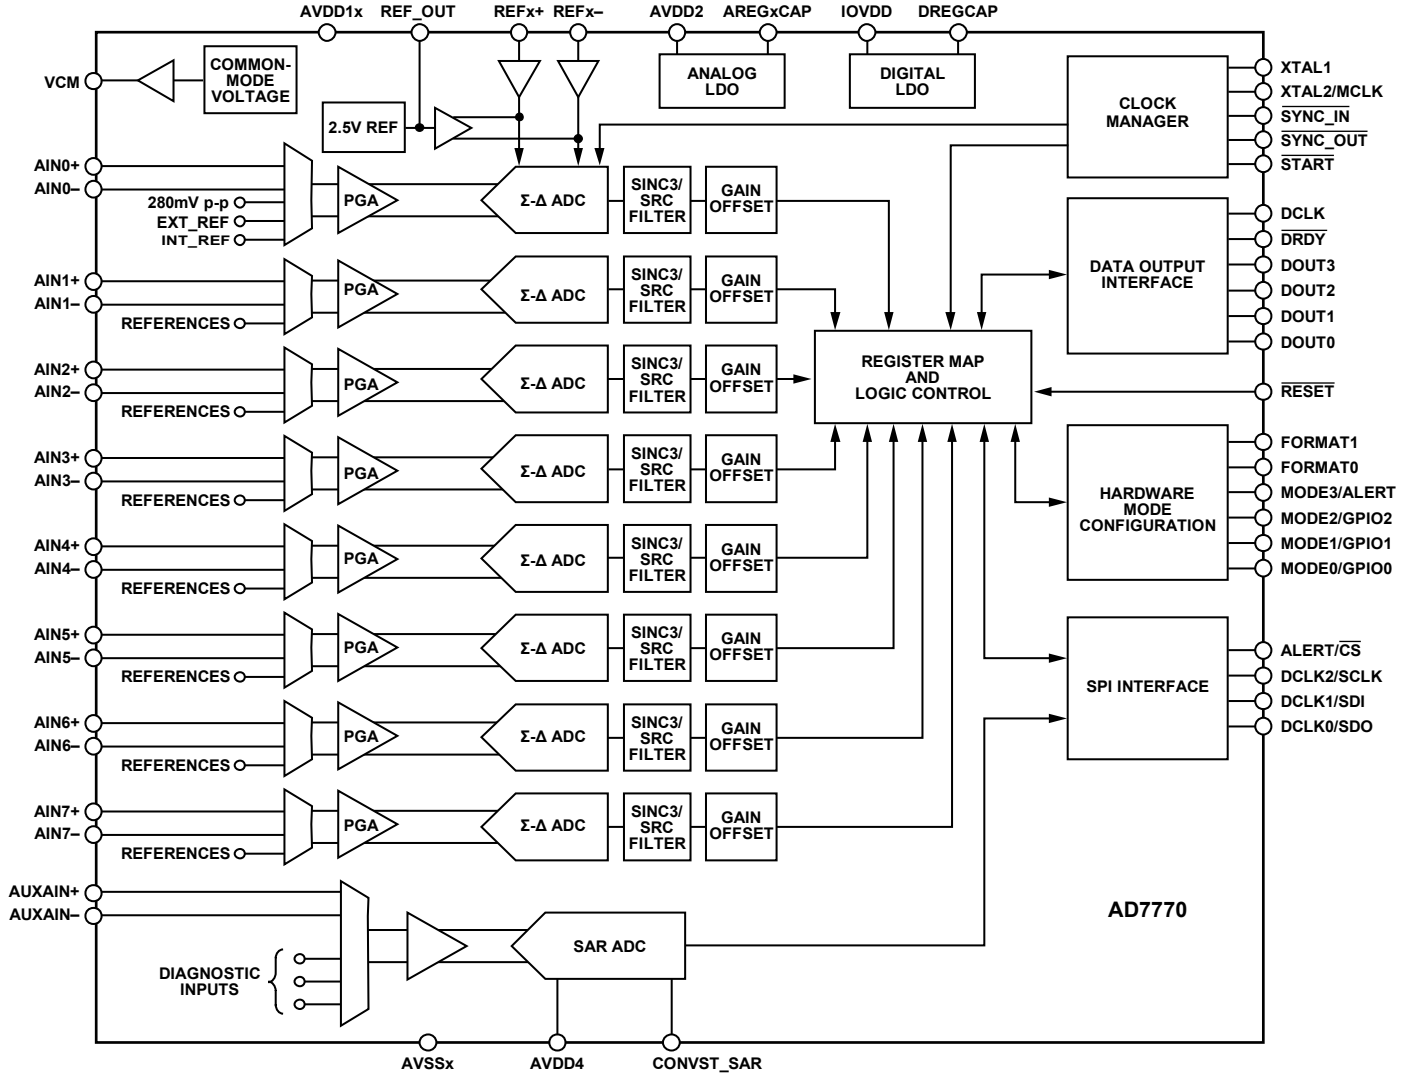 AVDD1x
REF_OUT
REFx+
REFx–
AVDD2
AREGxCAP
IOVDD
DREGCAP
VCM
COMMON-
MODE
VOLTAGE
2.5V REF
ANALOG
LDO
DIGITAL
LDO
CLOCK
MANAGER
XTAL1
XTAL2/MCLK
SYNC_IN
SYNC_OUT
START
AIN0+
AIN0–
280mV p-p
EXT_REF
INT_REF
PGA
Σ-Δ ADC
SINC3/
SRC
FILTER
GAIN
OFFSET
AIN1+
AIN1–
REFERENCES
PGA
Σ-Δ ADC
SINC3/
SRC
FILTER
GAIN
OFFSET
AIN2+
AIN2–
REFERENCES
PGA
Σ-Δ ADC
SINC3/
SRC
FILTER
GAIN
OFFSET
AIN3+
AIN3–
REFERENCES
PGA
Σ-Δ ADC
SINC3/
SRC
FILTER
GAIN
OFFSET
AIN4+
AIN4–
REFERENCES
PGA
Σ-Δ ADC
SINC3/
SRC
FILTER
GAIN
OFFSET
AIN5+
AIN5–
REFERENCES
PGA
Σ-Δ ADC
SINC3/
SRC
FILTER
GAIN
OFFSET
AIN6+
AIN6–
REFERENCES
PGA
Σ-Δ ADC
SINC3/
SRC
FILTER
GAIN
OFFSET
AIN7+
AIN7–
REFERENCES
PGA
Σ-Δ ADC
SINC3/
SRC
FILTER
GAIN
OFFSET
REGISTER MAP
AND
LOGIC CONTROL
DATA OUTPUT
INTERFACE
DCLK
DRDY
DOUT3
DOUT2
DOUT1
DOUT0
RESET
HARDWARE
MODE
CONFIGURATION
FORMAT1
FORMAT0
MODE3/ALERT
MODE2/GPIO2
MODE1/GPIO1
MODE0/GPIO0
SPI INTERFACE
ALERT/CS
DCLK2/SCLK
DCLK1/SDI
DCLK0/SDO
AUXAIN+
AUXAIN–
DIAGNOSTIC
INPUTS
SAR ADC
AD7770
AVSSx
AVDD4
CONVST_SAR